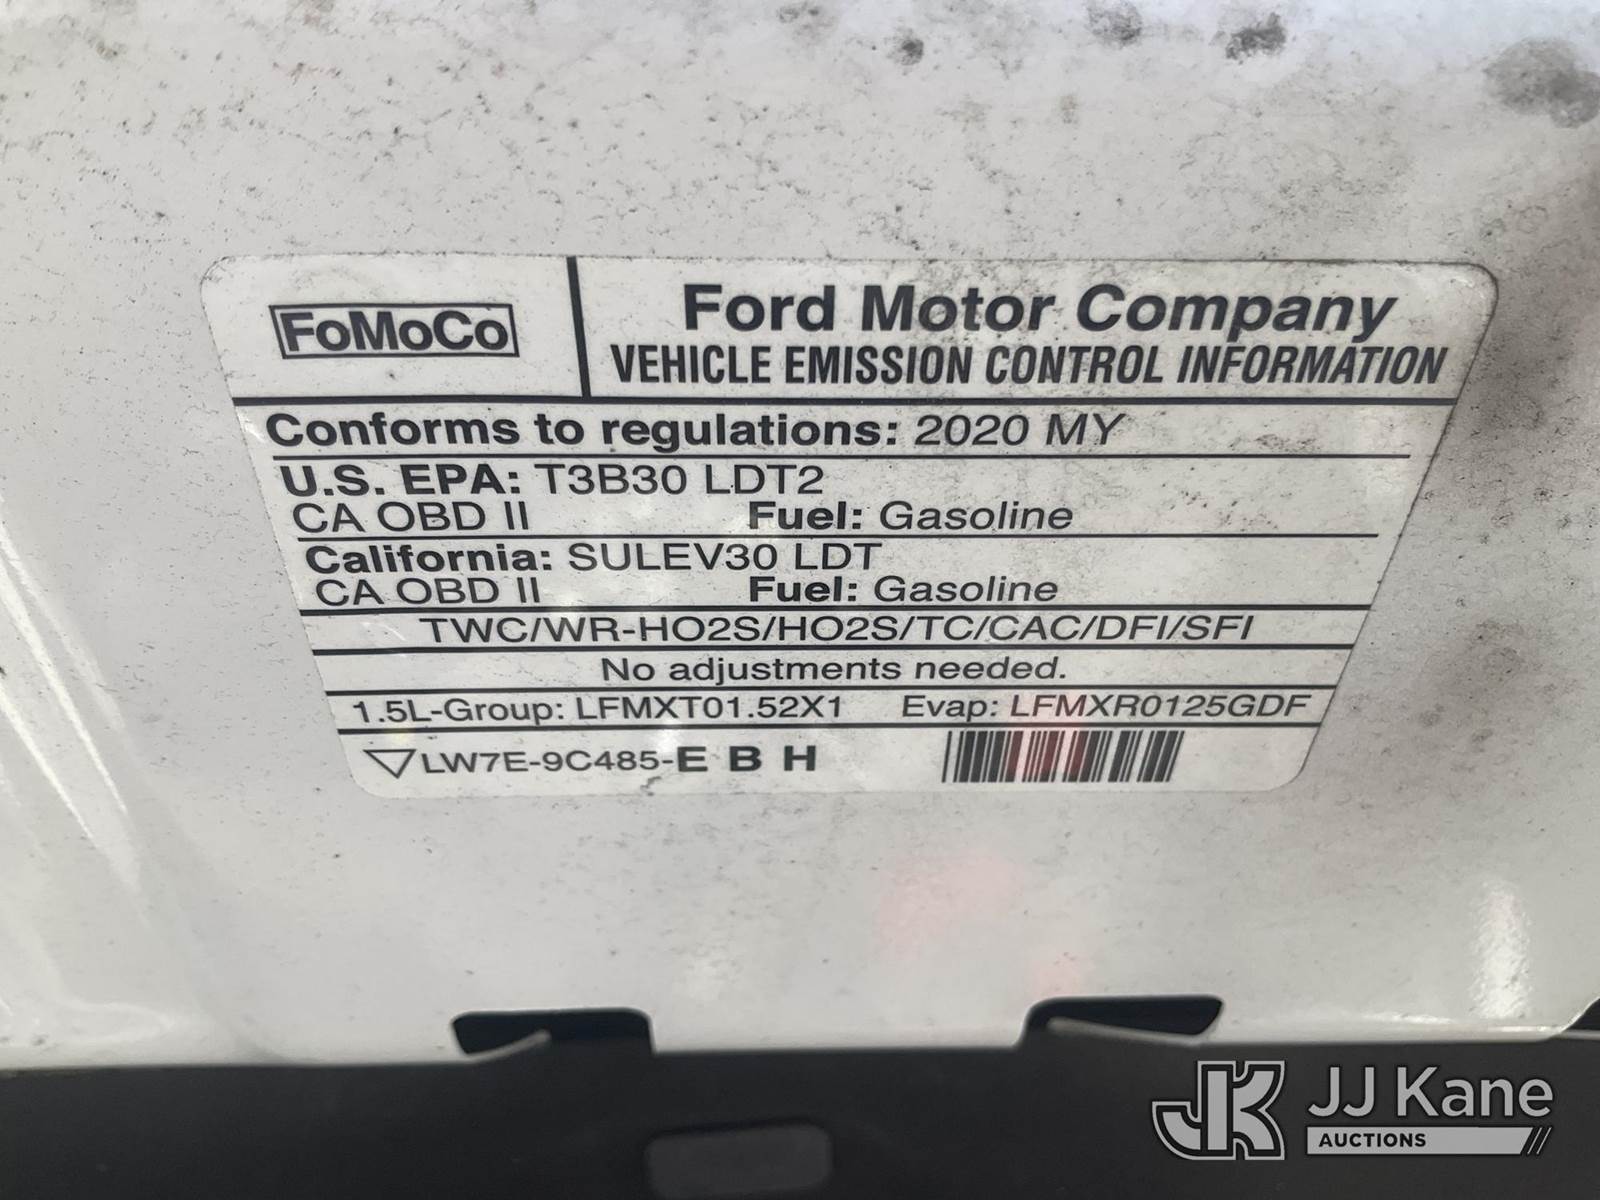 FoMoCo
Ford Motor Company
VEHICLE EMISSION CONTROL INFORMATION
Conforms to regulations: 2020 MY
U.S. EPA: T3B30 LDT2
CA OBD II Fuel: Gasoline
California: SULEV30 LDT
CA OBD II Fuel: Gasoline
TWC/WR-HO2S/HO2S/TC/CAC/DFI/SFI
No adjustments needed.
1.5L-Group: LFMXT01.52X1 Evap: LFMXR0125GDF
LW7E-9C485-E B H
JK JJ Kane
AUCTIONS